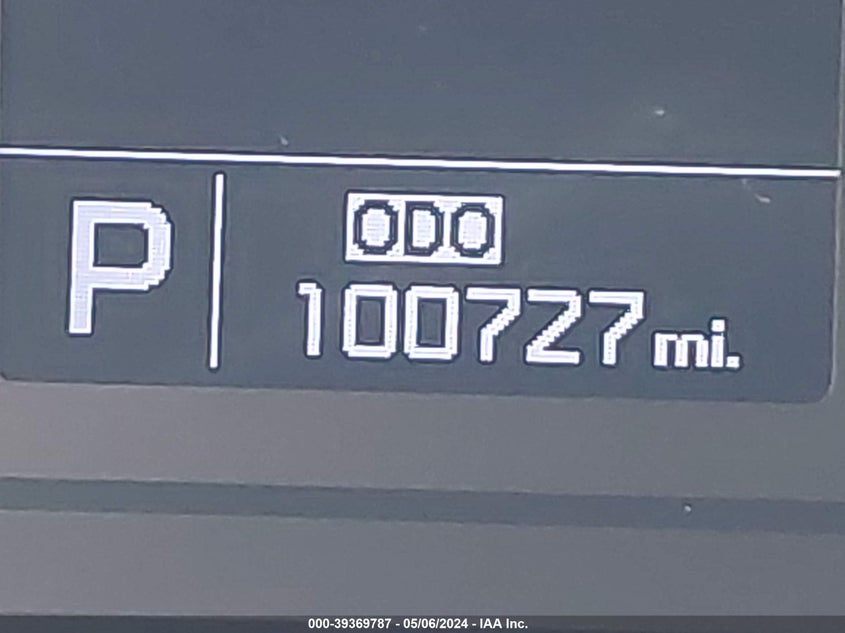 P
ODO
100727 mi.
000-39369787 - 05/06/2024 - IAA Inc.